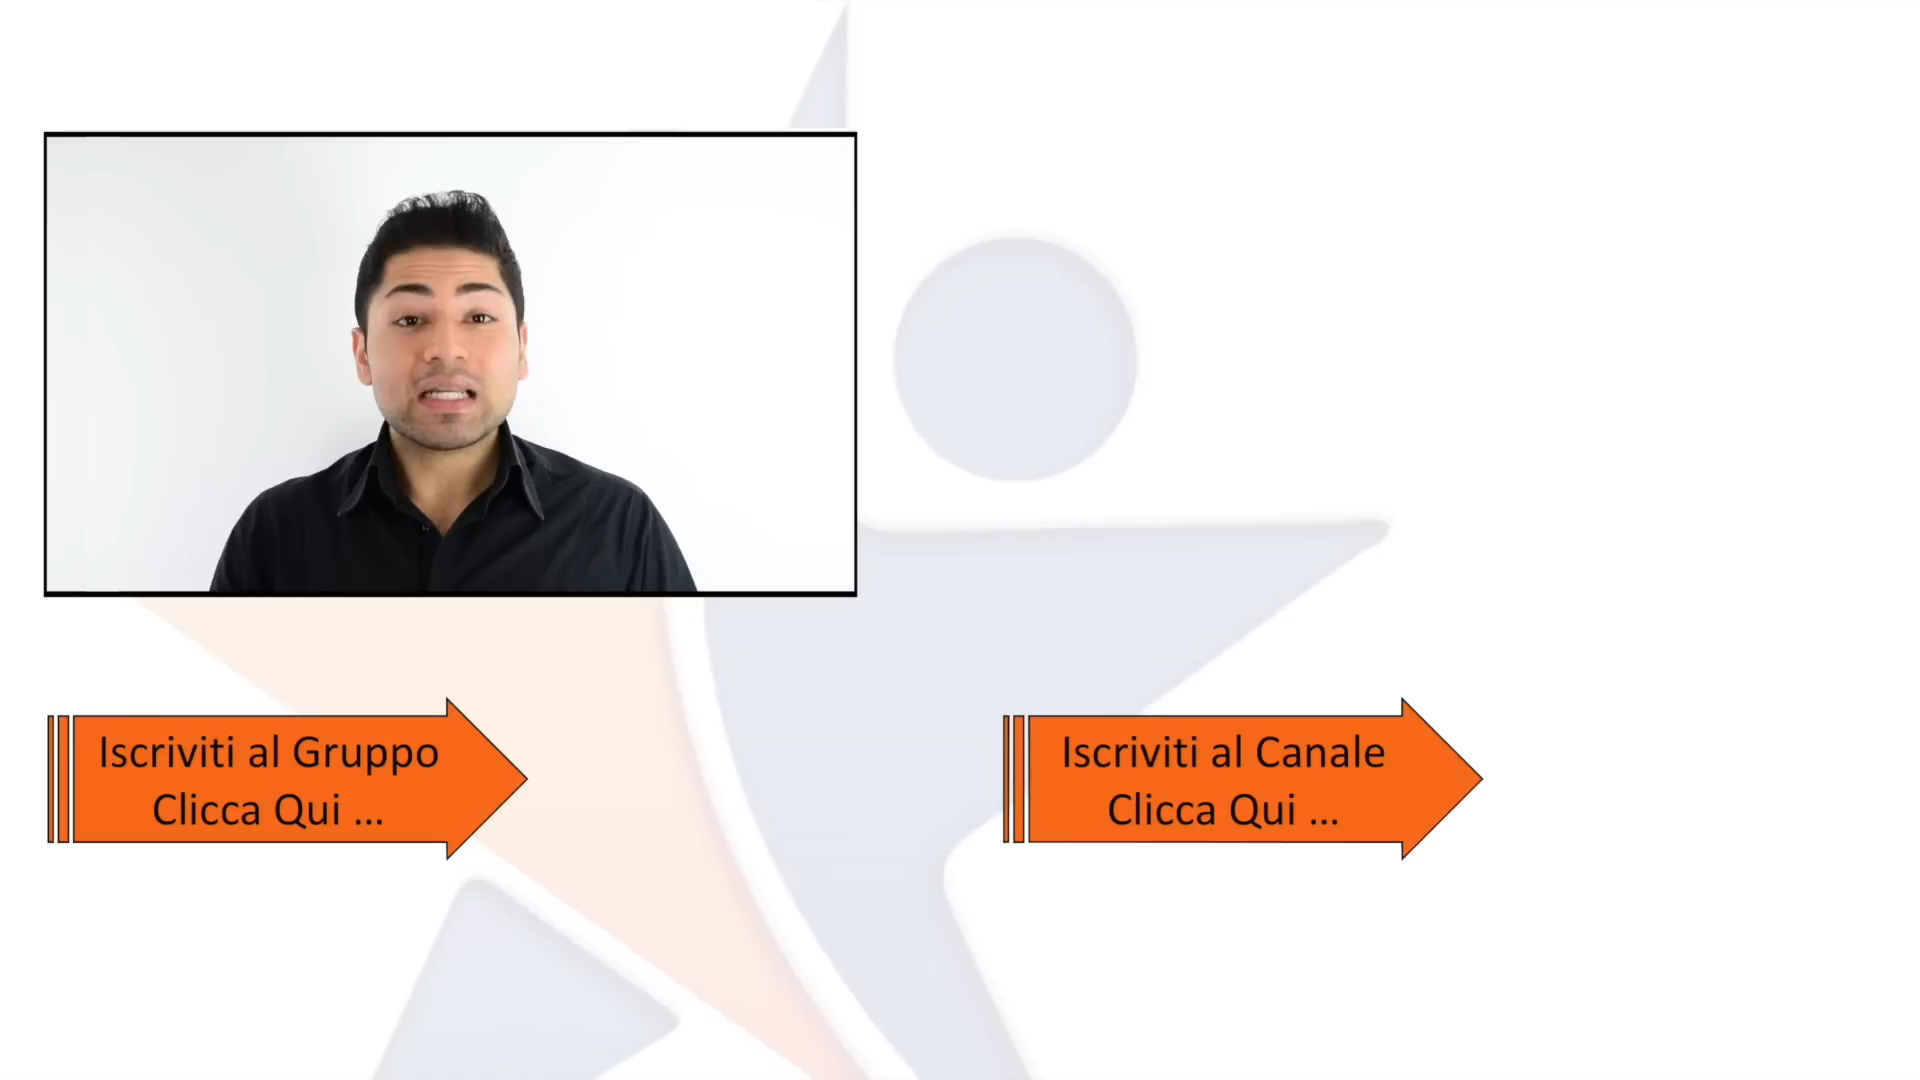 Iscriviti al Gruppo
Clicca Qui ...
Iscriviti al Canale
Clicca Qui ...